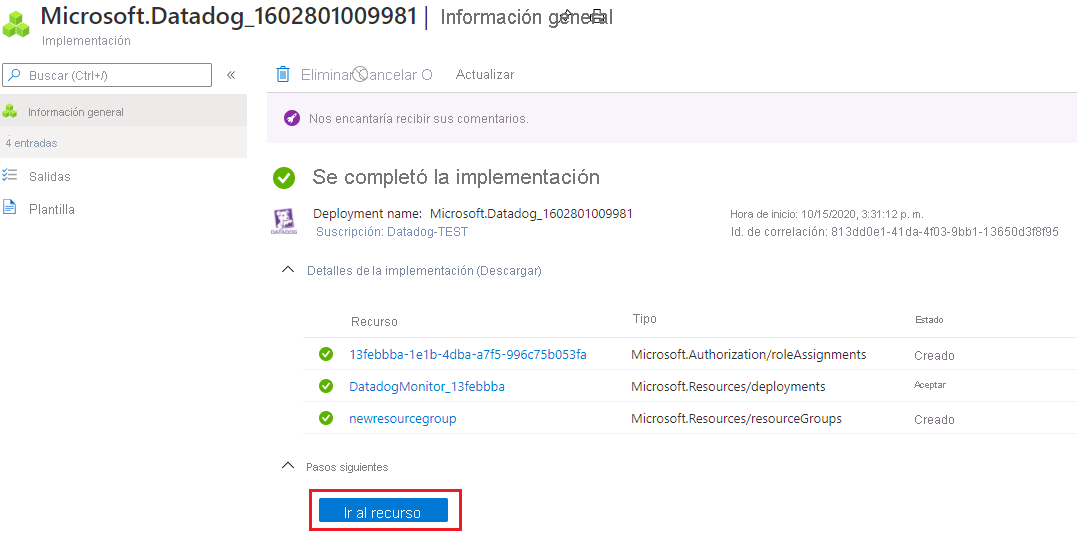 Microsoft.Datadog_1602801009981 | Información general
Implementación
Buscar (Ctrl+/) «
Eliminar Cancelar O Actualizar
Información general
4 entradas
Salidas
Plantilla
Nos encantaría recibir sus comentarios.
Se completó la implementación
DATADOG
Deployment name: Microsoft.Datadog_1602801009981
Suscripción: Datadog-TEST
Hora de inicio: 10/15/2020, 3:31:12 p. m.
Id. de correlación: 813dd0e1-41da-4f03-9bb1-13650d3f8f95
Detalles de la implementación (Descargar)
Recurso Tipo Estado
13febbba-1e1b-4dba-a7f5-996c75b053fa Microsoft.Authorization/roleAssignments Creado
DatadogMonitor_13febbba Microsoft.Resources/deployments Aceptar
newresourcegroup Microsoft.Resources/resourceGroups Creado
Pasos siguientes
Ir al recurso